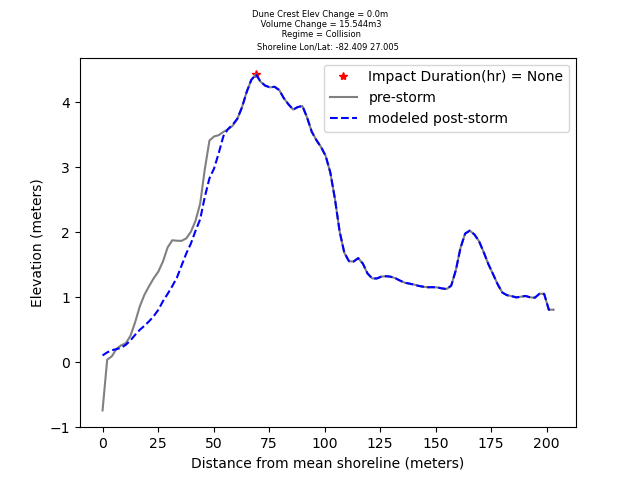 Dune Crest Elev Change = 0.0m
Volume Change = 15.544m3
Regime = Collision
Shoreline Lon/Lat: -82.409 27.005
Impact Duration(hr) = None
pre-storm
modeled post-storm
Elevation (meters)
4
3
2
1
0
−1
0 25 50 75 100 125 150 175 200
Distance from mean shoreline (meters)